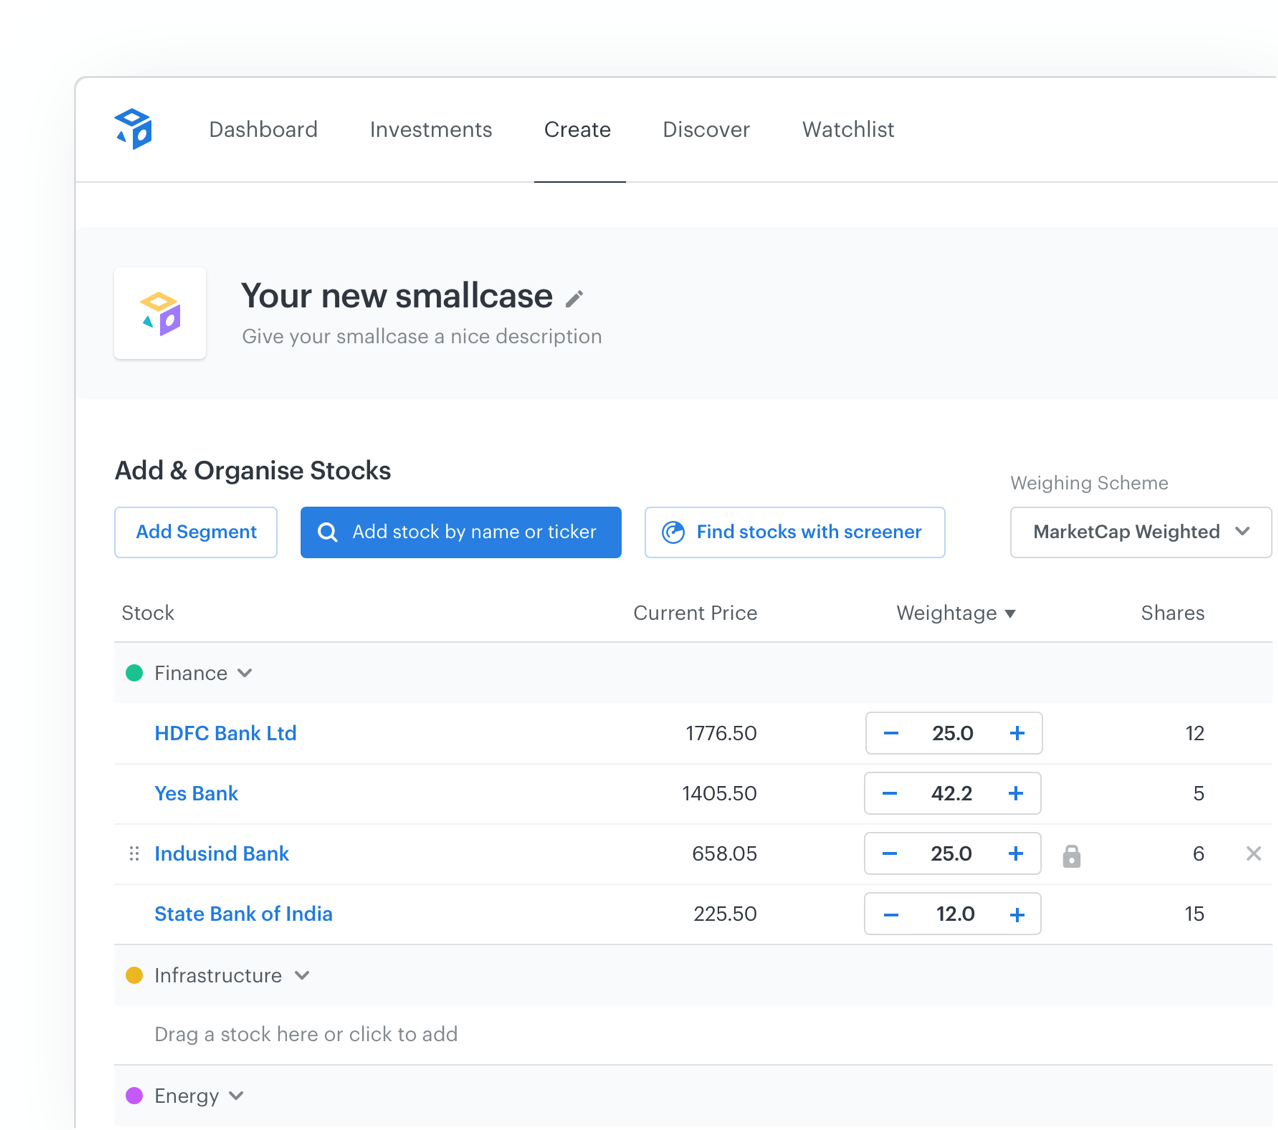 Dashboard Investments Create Discover Watchlist
Your new smallcase
Give your smallcase a nice description
Add & Organise Stocks
Weighing Scheme
Add Segment Add stock by name or ticker Find stocks with screener MarketCap Weighted
Stock Current Price Weightage Shares
Finance
HDFC Bank Ltd 1776.50 − 25.0 + 12
Yes Bank 1405.50 − 42.2 + 5
Indusind Bank 658.05 − 25.0 + 6
State Bank of India 225.50 − 12.0 + 15
Infrastructure
Drag a stock here or click to add
Energy